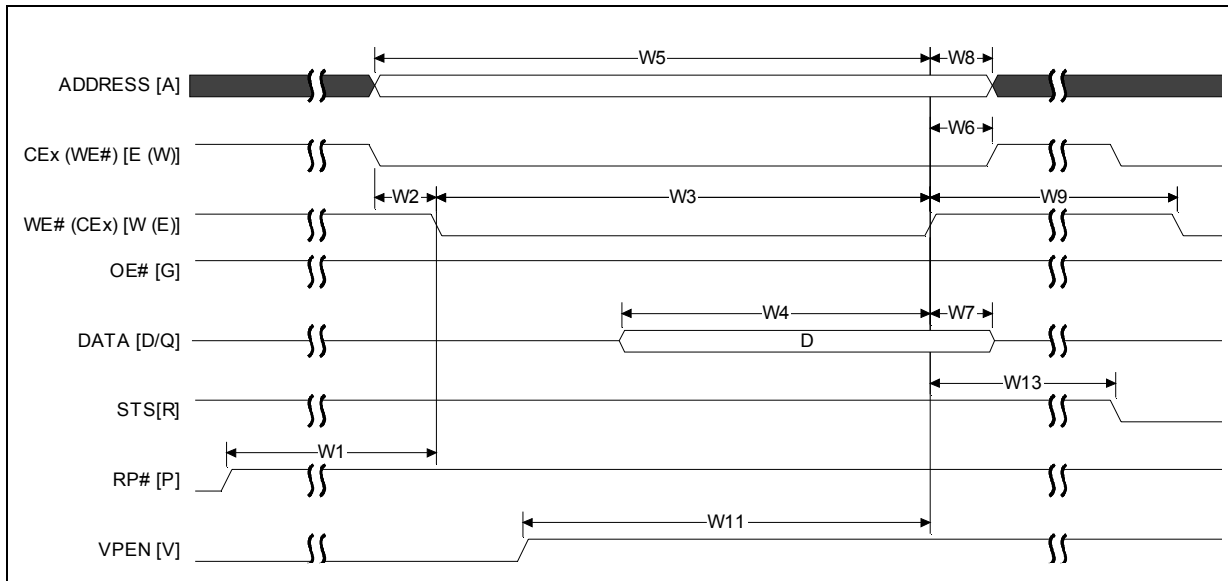 W5 W8
ADDRESS [A]
W6
CEx (WE#) [E (W)]
W2 W3 W9
WE# (CEx) [W (E)]
OE# [G]
W4 W7
DATA [D/Q] D
W13
STS[R]
W1
RP# [P]
W11
VPEN [V]